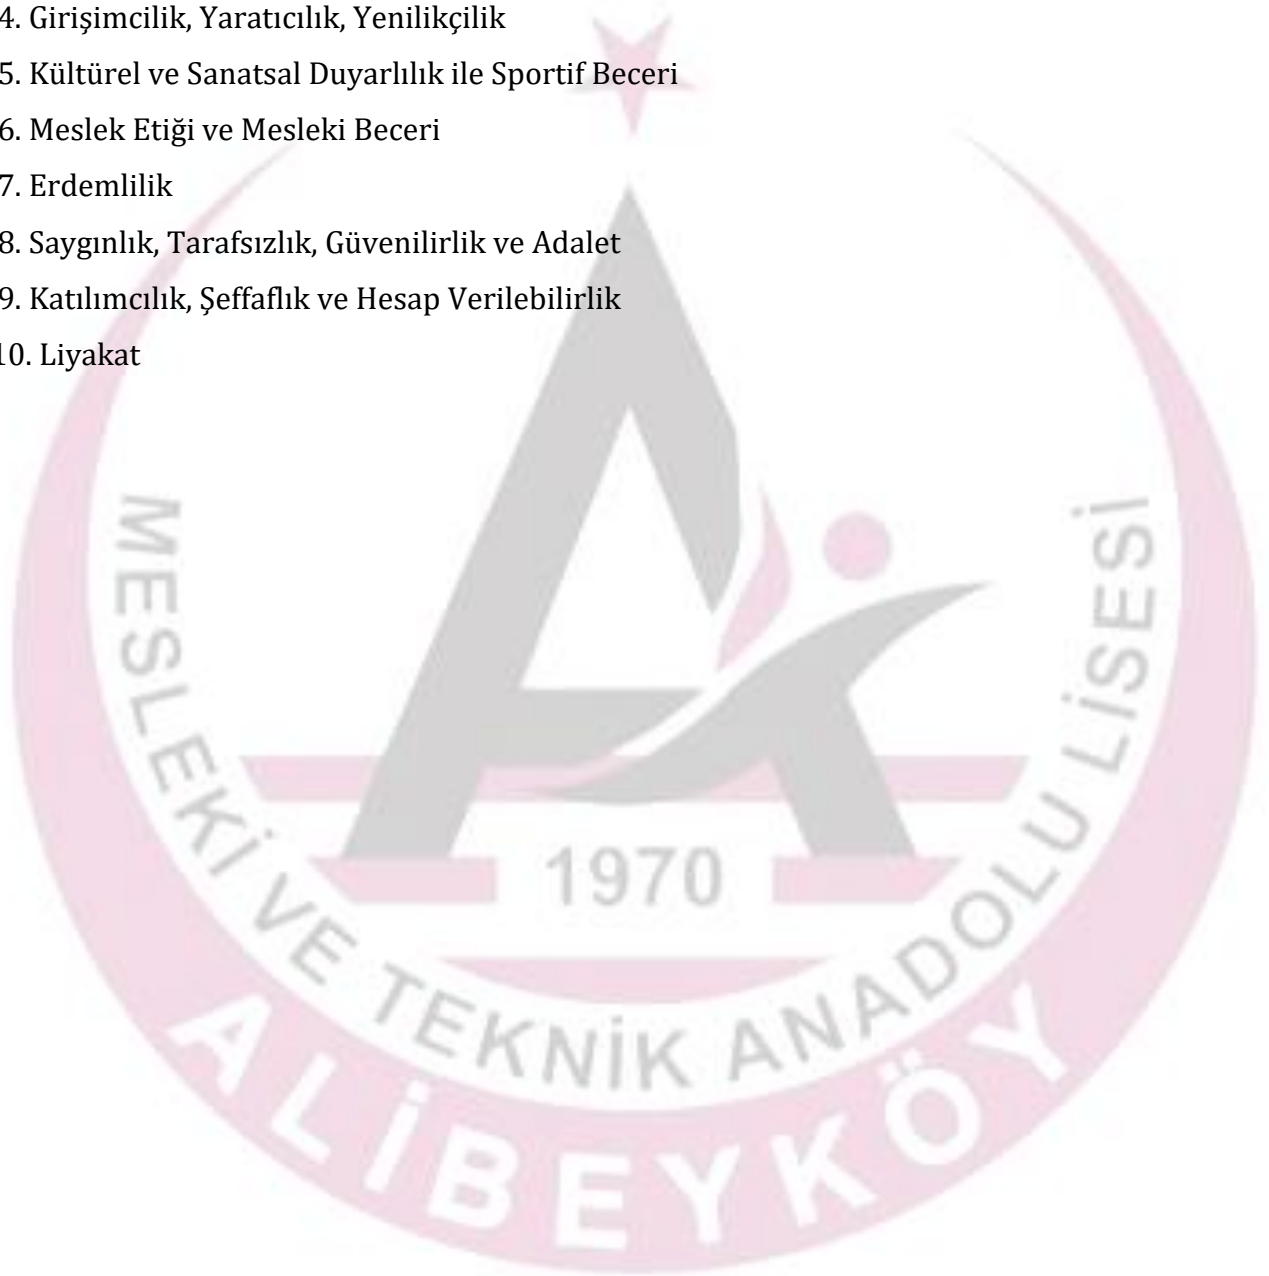 4. Girişimcilik, Yaratıcılık, Yenilikçilik
5. Kültürel ve Sanatsal Duyarlılık ile Sportif Beceri
6. Meslek Etiği ve Mesleki Beceri
7. Erdemlilik
8. Saygınlık, Tarafsızlık, Güvenilirlik ve Adalet
9. Katılımcılık, Şeffaflık ve Hesap Verilebilirlik
10. Liyakat
1970
MESLEKİ VE TEKNİK ANADOLU LİSESİ
ALİBEYKÖY